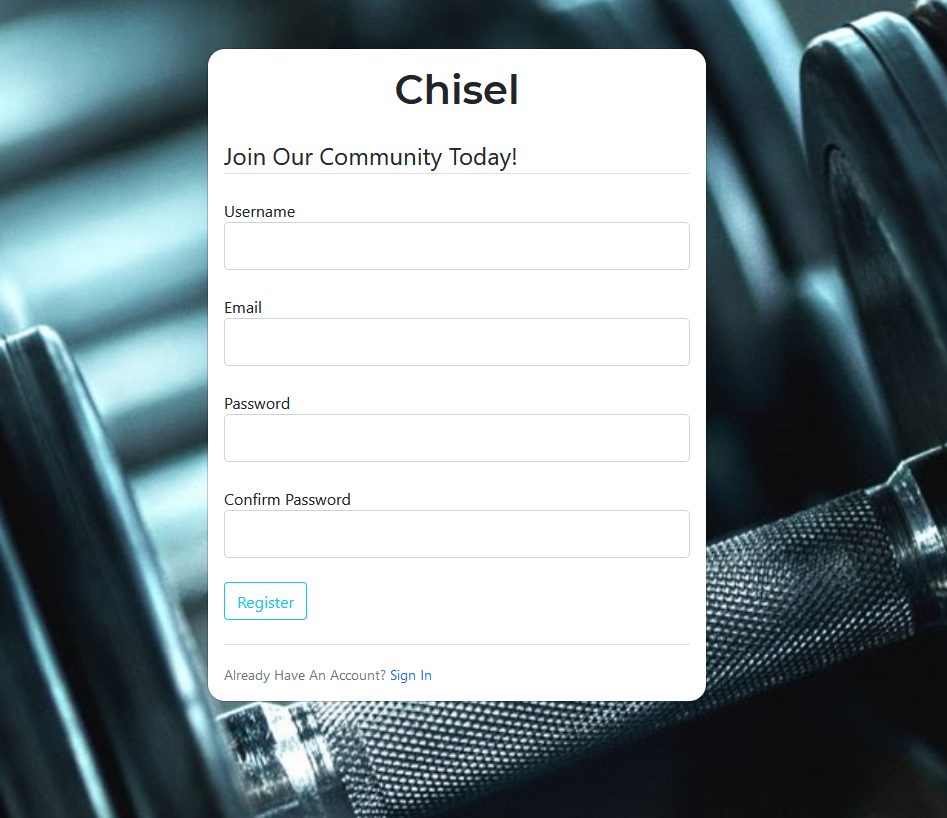 Chisel
Join Our Community Today!
Username
Email
Password
Confirm Password
Register
Already Have An Account? Sign In